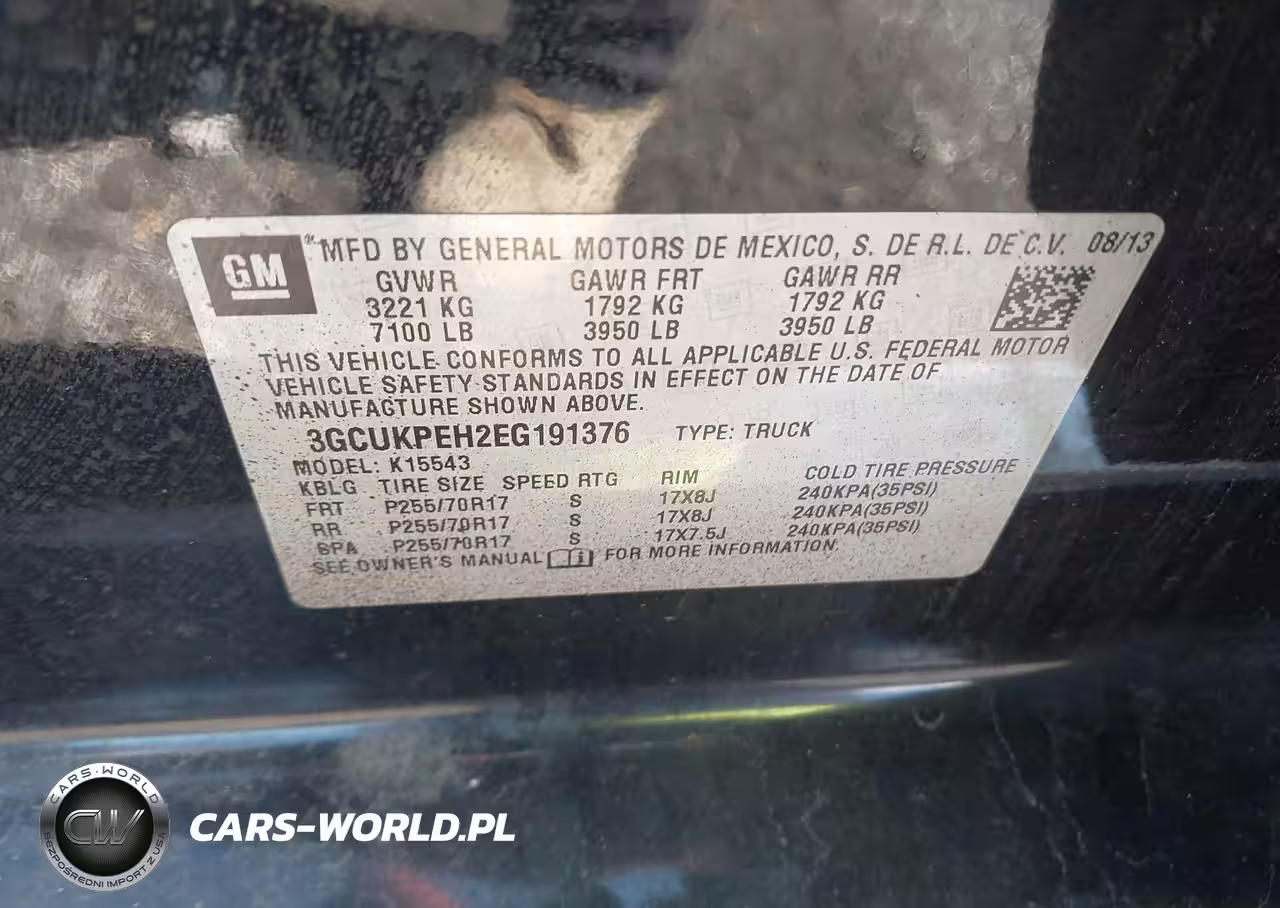 GM
® MFD BY GENERAL MOTORS DE MEXICO, S. DE R.L. DE C.V. 08/13
GVWR GAWR FRT GAWR RR
3221 KG 1792 KG 1792 KG
7100 LB 3950 LB 3950 LB
THIS VEHICLE CONFORMS TO ALL APPLICABLE U.S. FEDERAL MOTOR
VEHICLE SAFETY STANDARDS IN EFFECT ON THE DATE OF
MANUFACTURE SHOWN ABOVE.
3GCUKPEH2EG191376 TYPE: TRUCK
MODEL: K15543
KBLG TIRE SIZE SPEED RTG RIM COLD TIRE PRESSURE
FRT P255/70R17 S 17X8J 240KPA(35PSI)
RR P255/70R17 S 17X8J 240KPA(35PSI)
SPA P255/70R17 S 17X7.5J 240KPA(35PSI)
SEE OWNER'S MANUAL FOR MORE INFORMATION.
CARS-WORLD
CW
BEZPOŚREDNI IMPORT Z USA
CARS-WORLD.PL